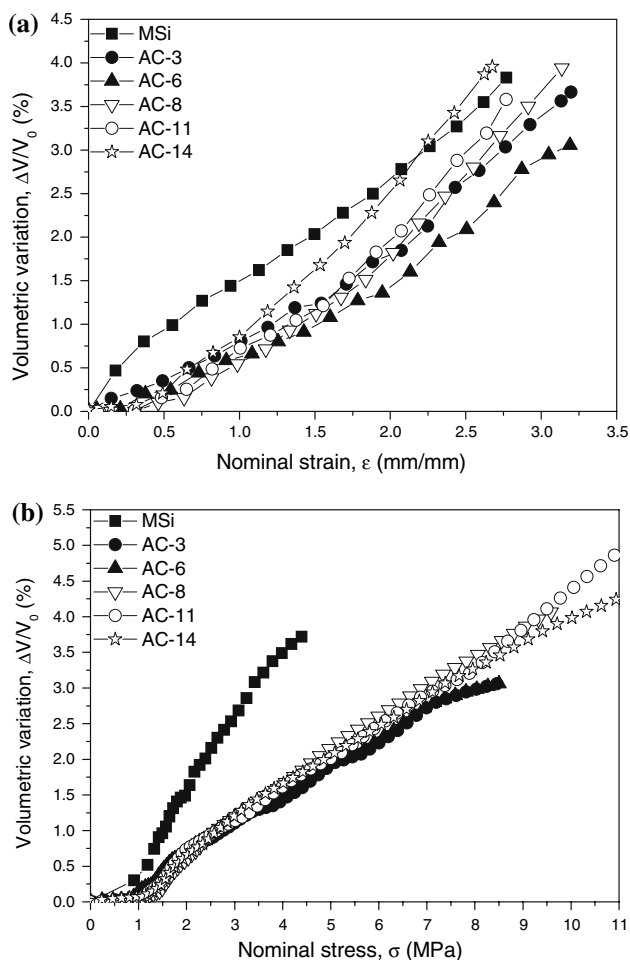 (a)
MSi
AC-3
AC-6
AC-8
AC-11
AC-14
4.0
3.5
3.0
2.5
2.0
1.5
1.0
0.5
0.0
Volumetric variation, ΔV/V₀ (%)
0.0 0.5 1.0 1.5 2.0 2.5 3.0 3.5
Nominal strain, ε (mm/mm)
(b)
MSi
AC-3
AC-6
AC-8
AC-11
AC-14
5.5
5.0
4.5
4.0
3.5
3.0
2.5
2.0
1.5
1.0
0.5
0.0
Volumetric variation, ΔV/V₀ (%)
0 1 2 3 4 5 6 7 8 9 10 11
Nominal stress, σ (MPa)